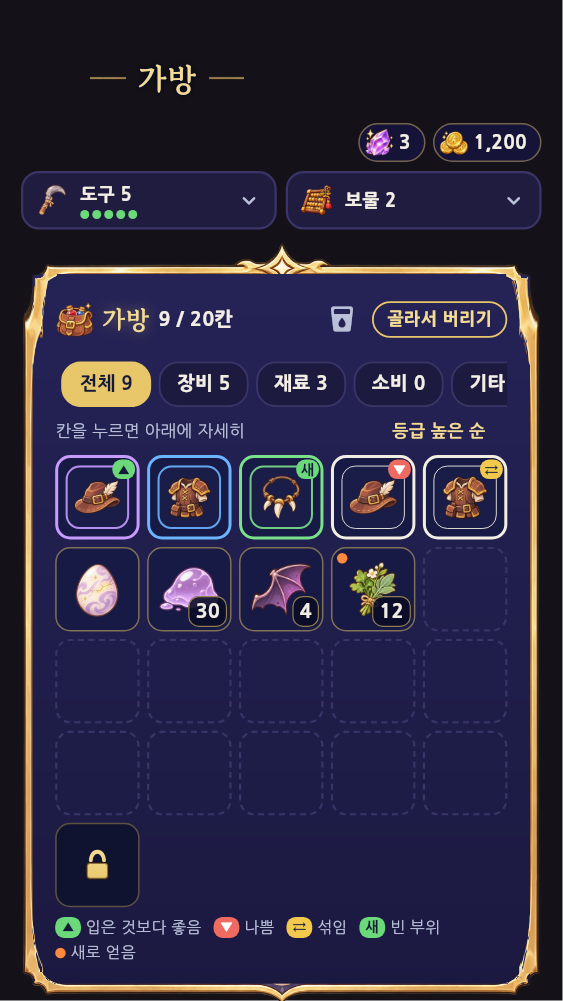 가방
3 1,200
도구 5 보물 2
가방 9 / 20칸 골라서 버리기
전체 9 장비 5 재료 3 소비 0 기타
칸을 누르면 아래에 자세히 등급 높은 순
새
30 4 12
입은 것보다 좋음 나쁨 섞임 새 빈 부위
새로 얻음